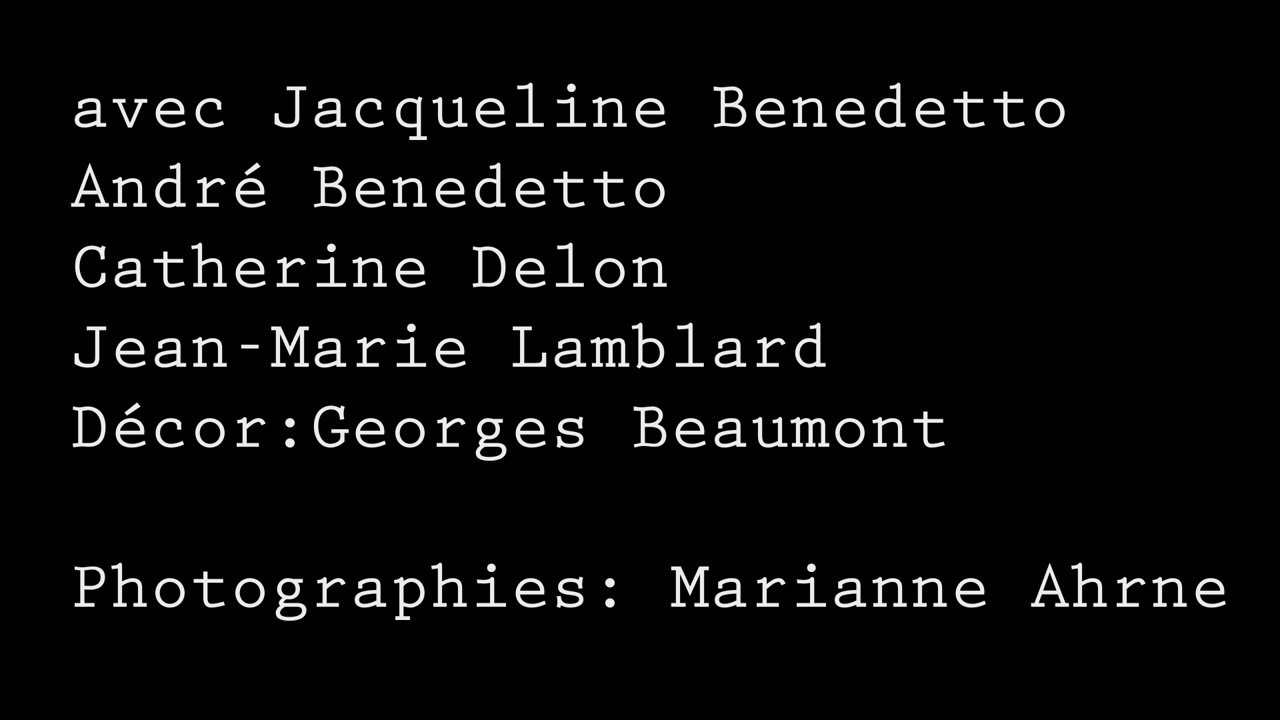 avec Jacqueline Benedetto
André Benedetto
Catherine Delon
Jean-Marie Lamblard
Décor:Georges Beaumont
Photographies: Marianne Ahrne